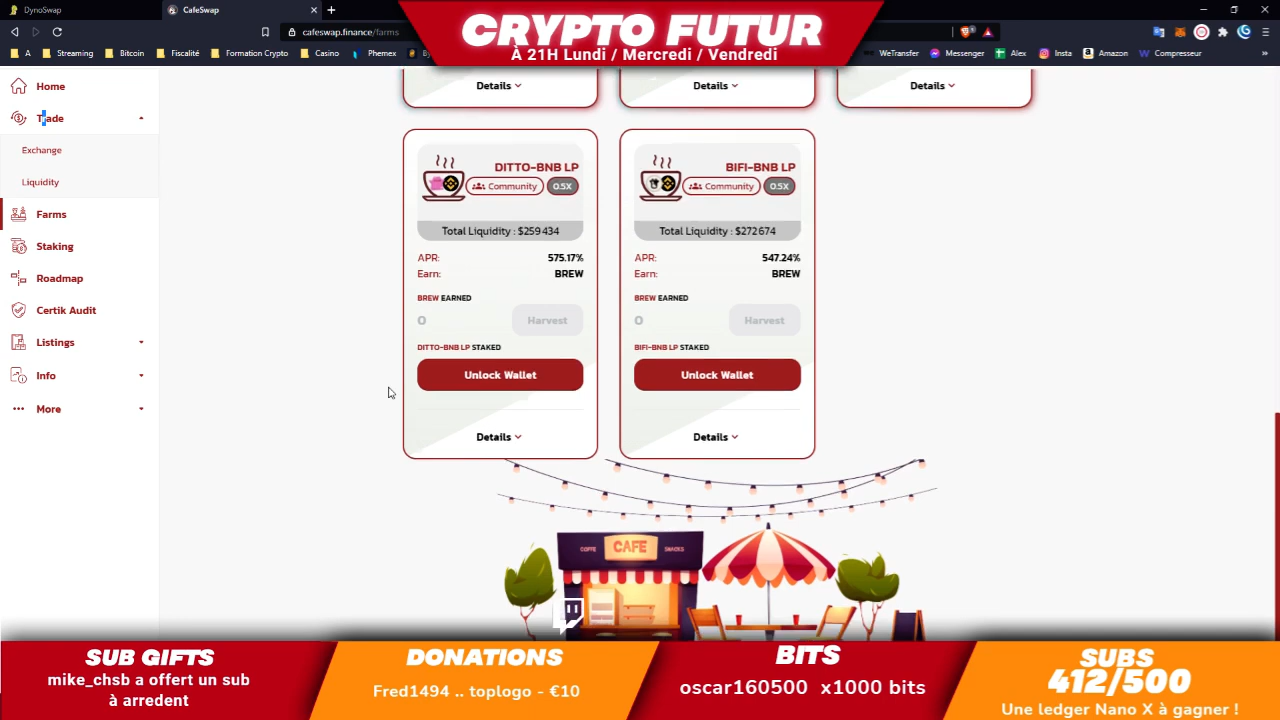 DynoSwap
CafeSwap
CRYPTO FUTUR
À 21H Lundi / Mercredi / Vendredi
cafeswap.finance/farms
A
Streaming
Bitcoin
Fiscalité
Formation Crypto
Casino
Phemex
WeTransfer
Messenger
Alex
Insta
Amazon
Compresseur
Home
Trade
Exchange
Liquidity
Farms
Staking
Roadmap
Certik Audit
Listings
Info
More
Details
Details
Details
DITTO-BNB LP
Community
0.5X
Total Liquidity : $259 434
APR: 575.17%
Earn: BREW
BREW EARNED
0
Harvest
DITTO-BNB LP STAKED
Unlock Wallet
Details
BIFI-BNB LP
Community
0.5X
Total Liquidity : $272 674
APR: 547.24%
Earn: BREW
BREW EARNED
0
Harvest
BIFI-BNB LP STAKED
Unlock Wallet
Details
COFFE
CAFE
SNACKS
SUB GIFTS
mike_chsb a offert un sub
à arredent
DONATIONS
Fred1494 .. toplogo - €10
BITS
oscar160500 x1000 bits
SUBS
412/500
Une ledger Nano X à gagner !